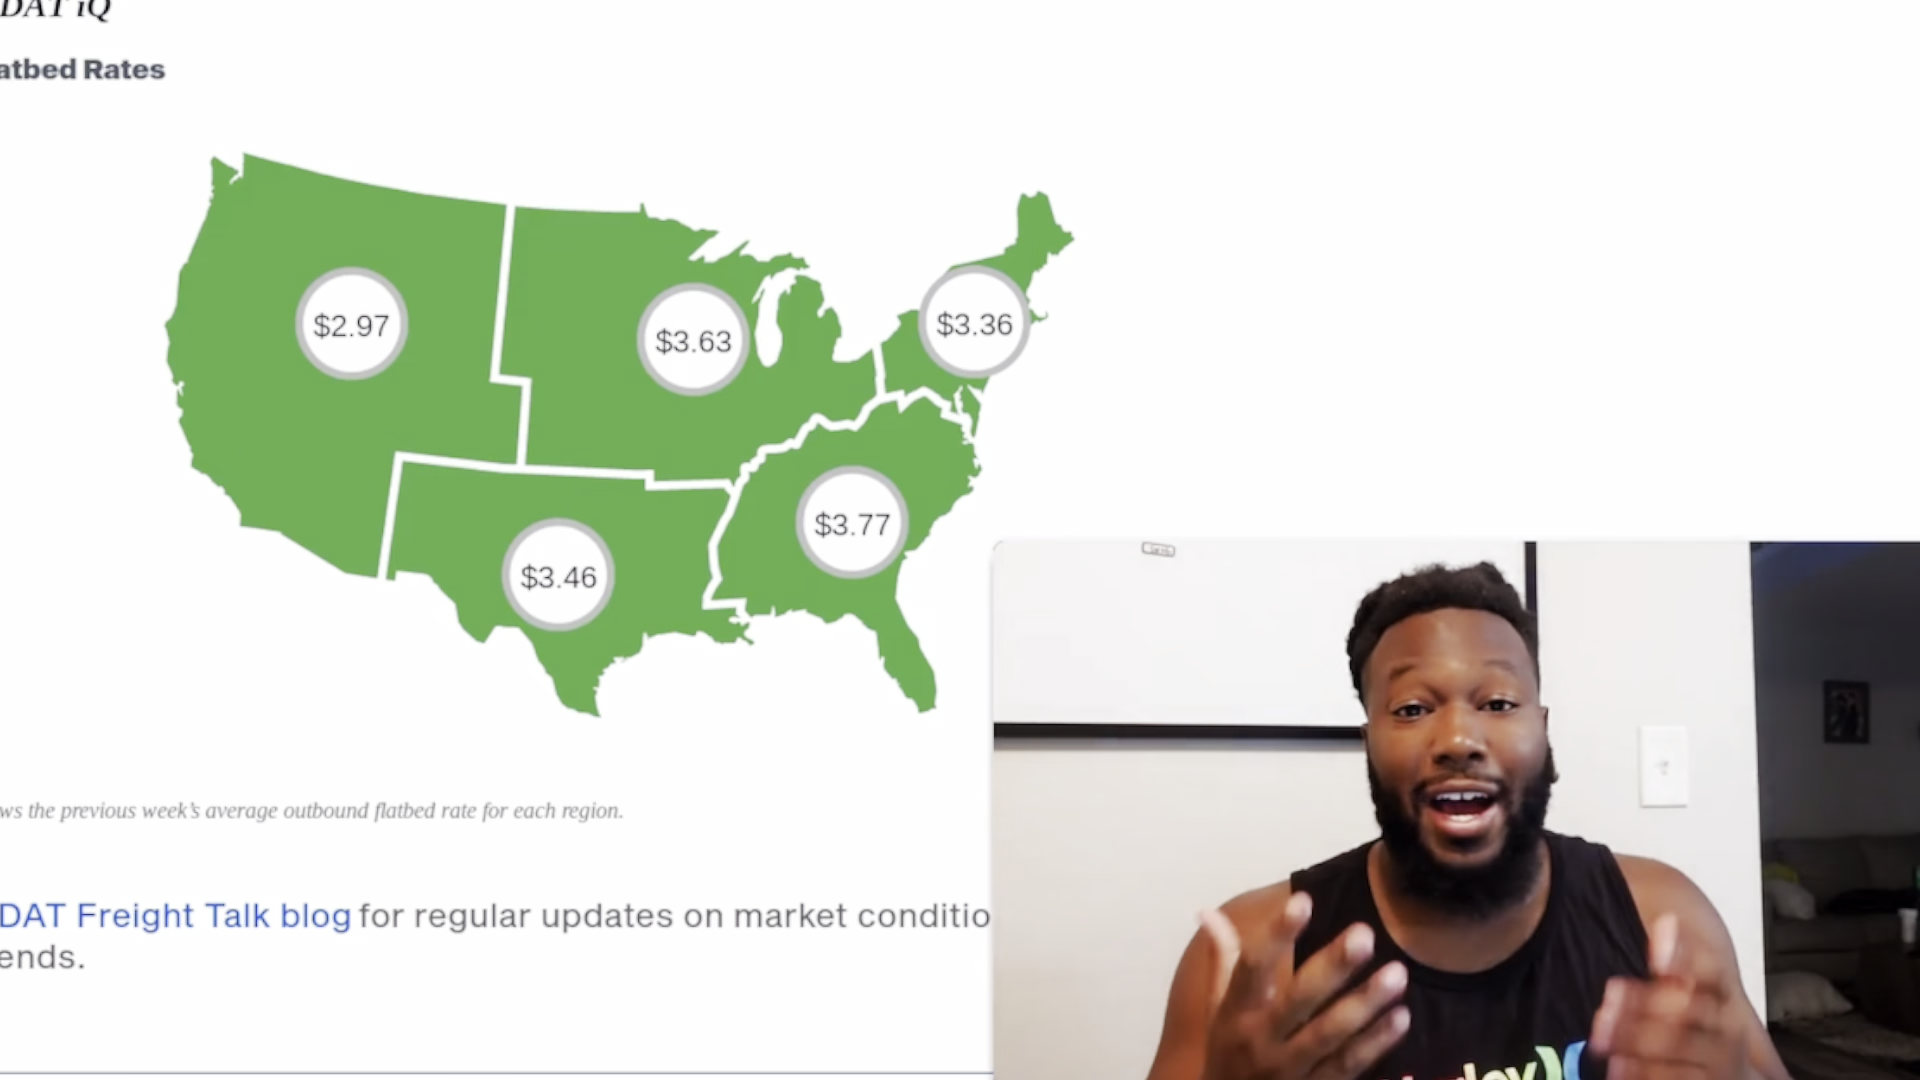 DAT iQ
atbed Rates
$2.97
$3.63
$3.36
$3.77
$3.46
ws the previous week's average outbound flatbed rate for each region.
DAT Freight Talk blog for regular updates on market conditio
ends.